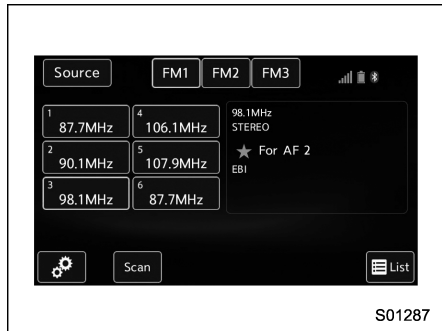 Source
FM1
FM2
FM3
1
87.7MHz
4
106.1MHz
2
90.1MHz
5
107.9MHz
3
98.1MHz
6
87.7MHz
98.1MHz
STEREO
For AF 2
EBI
Scan
List
S01287